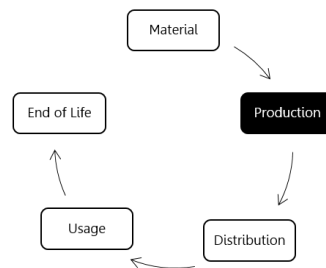 Material
Production
Distribution
Usage
End of Life